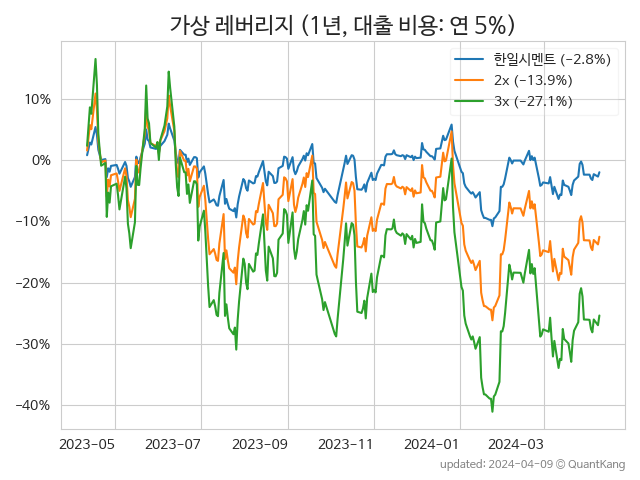 가상 레버리지 (1년, 대출 비용: 연 5%)
한일시멘트 (−2.8%)
2x (−13.9%)
3x (−27.1%)
10%
0%
−10%
−20%
−30%
−40%
2023-05 2023-07 2023-09 2023-11 2024-01 2024-03
updated: 2024-04-09 © QuantKang